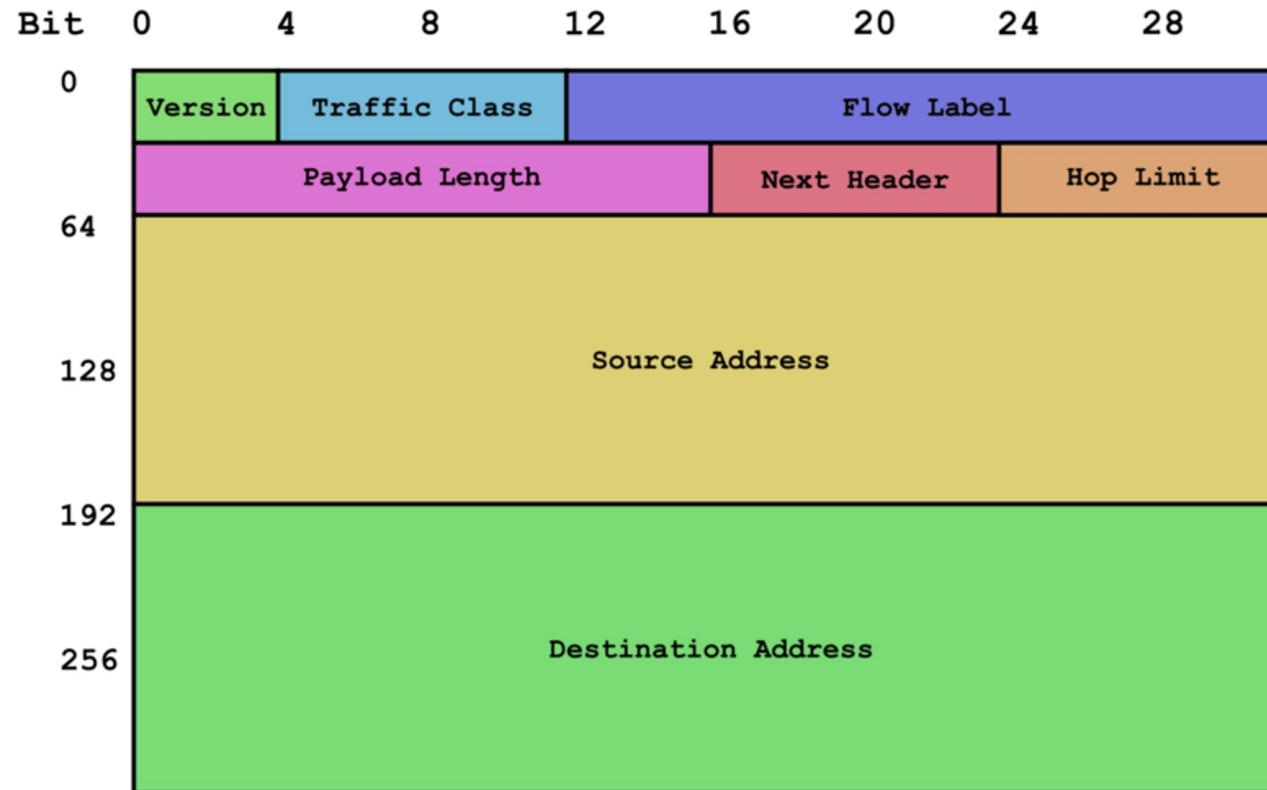 Bit 0 4 8 12 16 20 24 28
0
Version Traffic Class Flow Label
Payload Length Next Header Hop Limit
64
Source Address
128
192
Destination Address
256